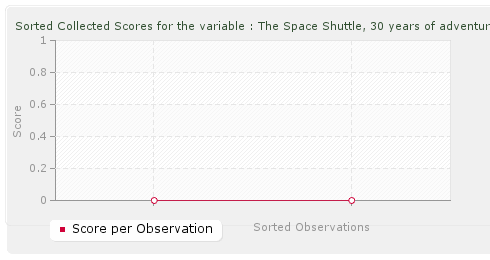 Sorted Collected Scores for the variable : The Space Shuttle, 30 years of
1
0.8
0.6
0.4
0.2
0
Score
Sorted Observations
Score per Observation